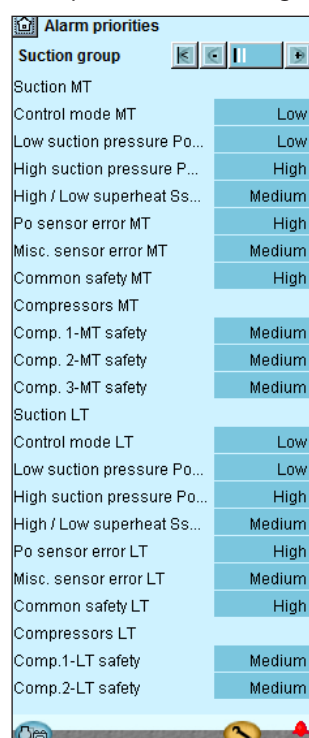 Alarm priorities
Suction group
Suction MT
Control mode MT Low
Low suction pressure Po... Low
High suction pressure P... High
High / Low superheat Ss... Medium
Po sensor error MT High
Misc. sensor error MT Medium
Common safety MT High
Compressors MT
Comp. 1-MT safety Medium
Comp. 2-MT safety Medium
Comp. 3-MT safety Medium
Suction LT
Control mode LT Low
Low suction pressure Po... Low
High suction pressure Po... High
High / Low superheat Ss... Medium
Po sensor error LT High
Misc. sensor error LT Medium
Common safety LT High
Compressors LT
Comp.1-LT safety Medium
Comp.2-LT safety Medium